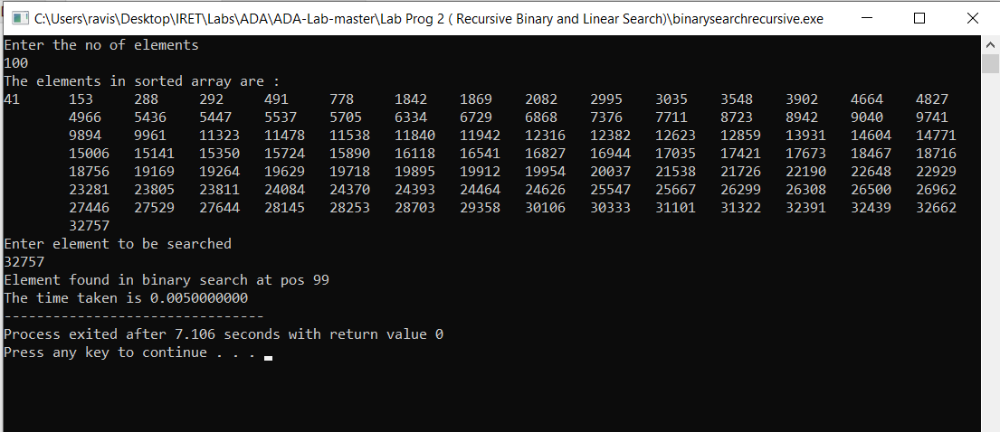 C:\Users\ravis\Desktop\IRET\Labs\ADA\ADA-Lab-master\Lab Prog 2 ( Recursive Binary and Linear Search)\binarysearchrecursive.exe
Enter the no of elements
100
The elements in sorted array are :
41 153 288 292 491 778 1842 1869 2082 2995 3035 3548 3902 4664 4827
4966 5436 5447 5537 5705 6334 6729 6868 7376 7711 8723 8942 9040 9741
9894 9961 11323 11478 11538 11840 11942 12316 12382 12623 12859 13931 14604 14771
15006 15141 15350 15724 15890 16118 16541 16827 16944 17035 17421 17673 18467 18716
18756 19169 19264 19629 19718 19895 19912 19954 20037 21538 21726 22190 22648 22929
23281 23805 23811 24084 24370 24393 24464 24626 25547 25667 26299 26308 26500 26962
27446 27529 27644 28145 28253 28703 29358 30106 30333 31101 31322 32391 32439 32662
32757
Enter element to be searched
32757
Element found in binary search at pos 99
The time taken is 0.0050000000
--------------------------------
Process exited after 7.106 seconds with return value 0
Press any key to continue . . .